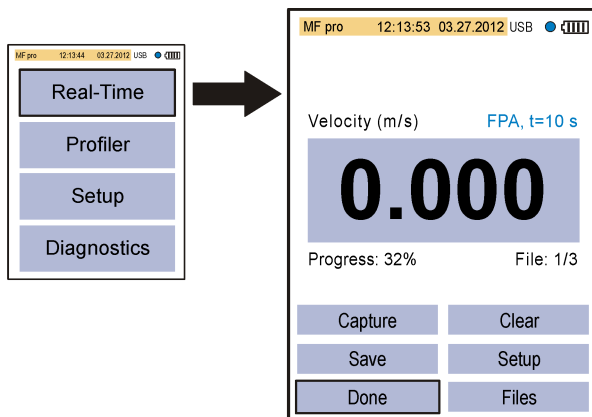 MF pro 12:13:44 03.27.2012 USB
Real-Time
Profiler
Setup
Diagnostics
MF pro 12:13:53 03.27.2012 USB
Velocity (m/s) FPA, t=10 s
0.000
Progress: 32% File: 1/3
Capture Clear
Save Setup
Done Files